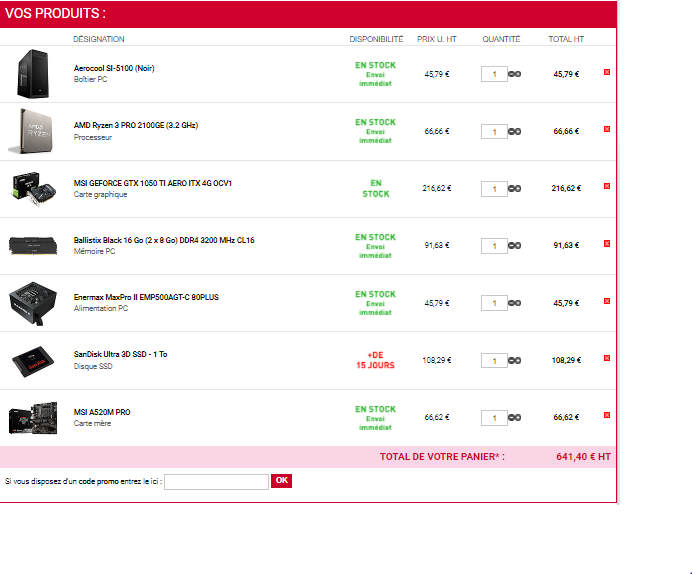 VOS PRODUITS :
DÉSIGNATION DISPONIBILITÉ PRIX U. HT QUANTITÉ TOTAL HT
Aerocool SI-5100 (Noir)
Boîtier PC
EN STOCK
Envoi
immédiat
45,79 € 1 45,79 €
AMD
RYZEN
AMD Ryzen 3 PRO 2100GE (3.2 GHz)
Processeur
EN STOCK
Envoi
immédiat
66,66 € 1 66,66 €
MSI GEFORCE GTX 1050 TI AERO ITX 4G OCV1
Carte graphique
EN
STOCK
216,62 € 1 216,62 €
Ballistix Black 16 Go (2 x 8 Go) DDR4 3200 MHz CL16
Mémoire PC
EN STOCK
Envoi
immédiat
91,63 € 1 91,63 €
Enermax MaxPro II EMP500AGT-C 80PLUS
Alimentation PC
EN STOCK
Envoi
immédiat
45,79 € 1 45,79 €
SanDisk
SanDisk Ultra 3D SSD - 1 To
Disque SSD
+DE
15 JOURS
108,29 € 1 108,29 €
MSI A520M PRO
Carte mère
EN STOCK
Envoi
immédiat
66,62 € 1 66,62 €
TOTAL DE VOTRE PANIER* : 641,40 € HT
Si vous disposez d'un code promo entrez le ici : OK